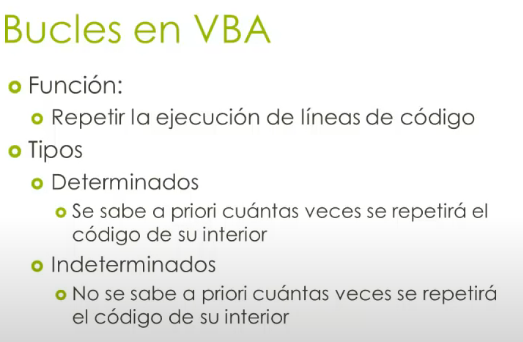 Bucles en VBA
Función:
Repetir la ejecución de líneas de código
Tipos
Determinados
Se sabe a priori cuántas veces se repetirá el
código de su interior
Indeterminados
No se sabe a priori cuántas veces se repetirá
el código de su interior